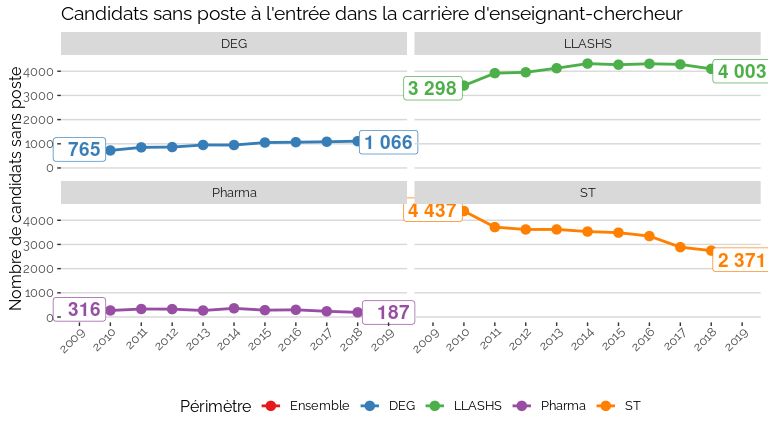 Candidats sans poste à l'entrée dans la carrière d'enseignant-chercheur
Nombre de candidats sans poste
DEG
LLASHS
4000
3000
2000
1000
0
765
1 066
3 298
4 003
Pharma
ST
4000
3000
2000
1000
0
316
187
4 437
2 371
2009 2010 2011 2012 2013 2014 2015 2016 2017 2018 2019
2009 2010 2011 2012 2013 2014 2015 2016 2017 2018 2019
Périmètre Ensemble DEG LLASHS Pharma ST